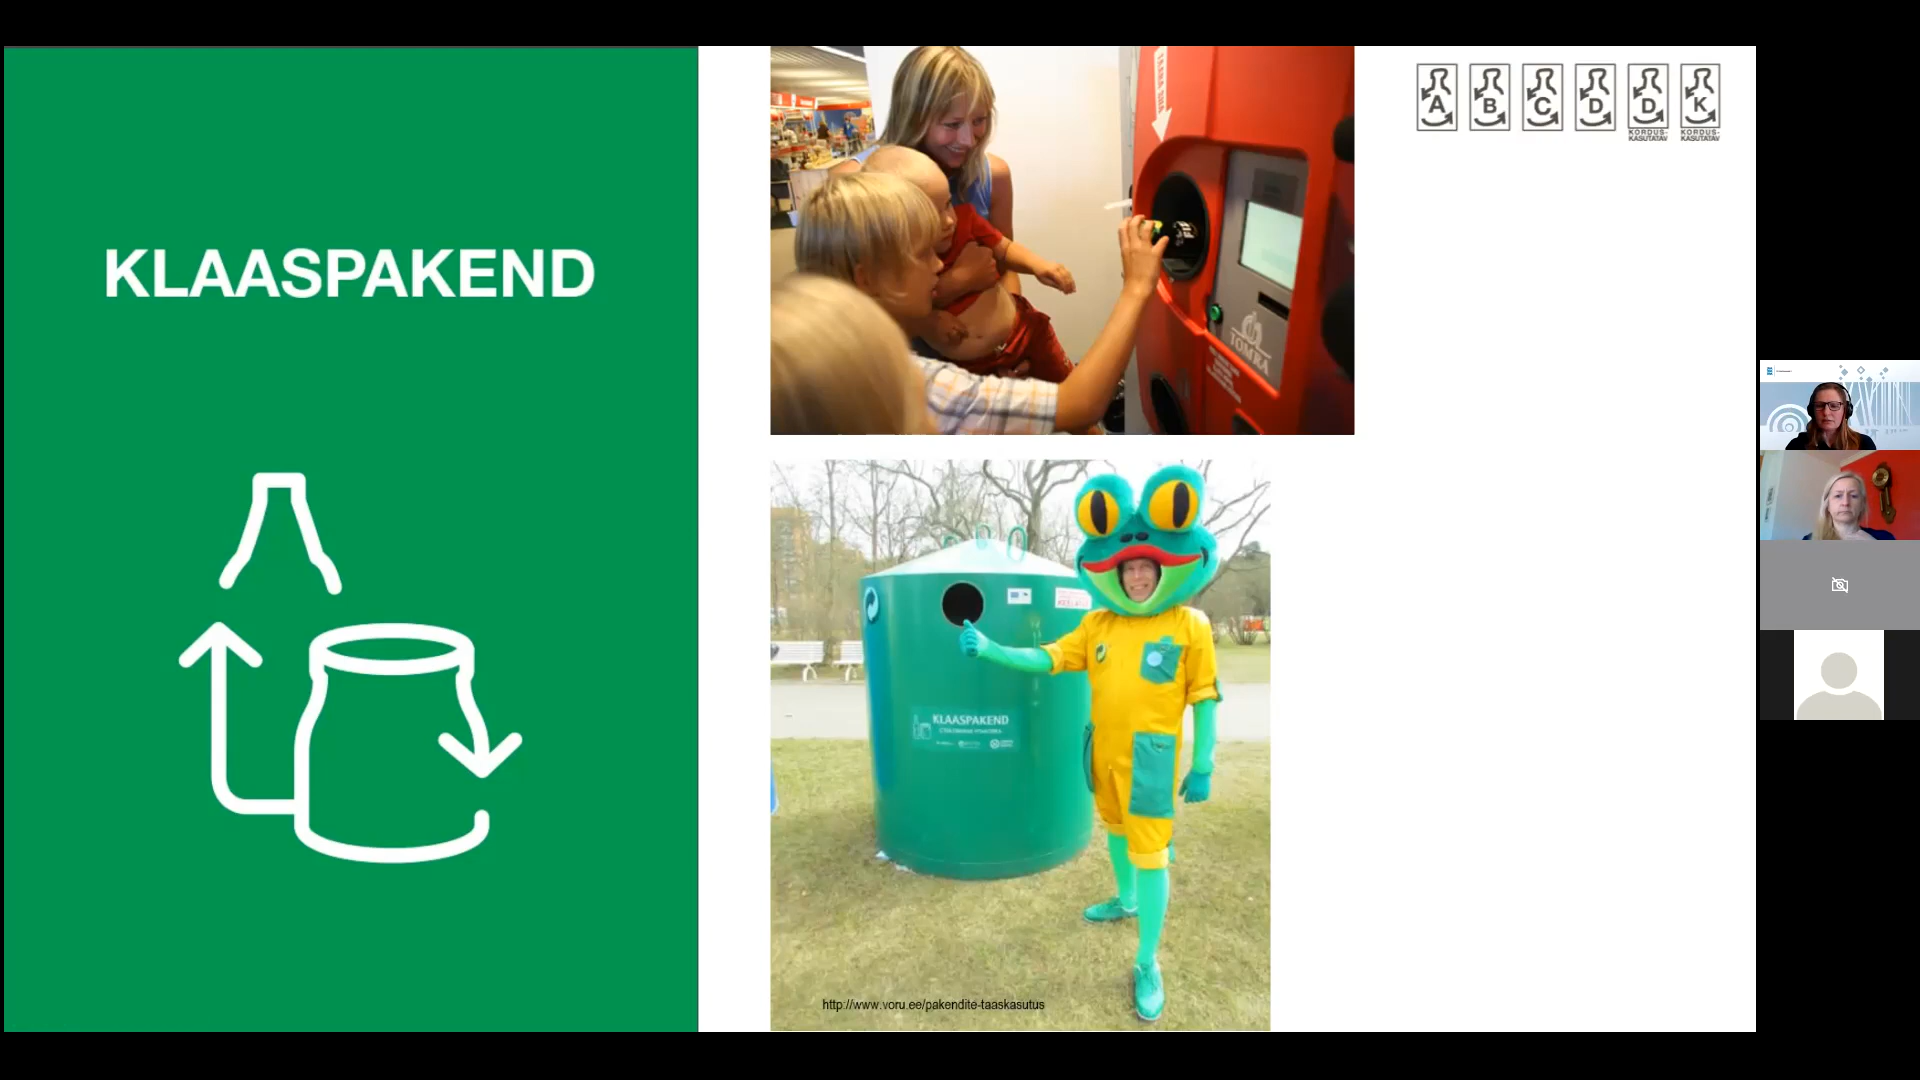 KLAASPAKEND
A
B
C
D
D
KORDUS-
KASUTATAV
K
KORDUS-
KASUTATAV
TOMRA
KLAASPAKEND
http://www.voru.ee/pakendite-taaskasutus